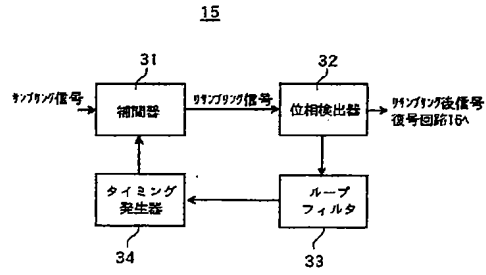 15
31
32
サンプリング信号
補間器
リサンプリング信号
位相検出器
リサンプリング後信号
復号回路16へ
タイミング
発生器
ループ
フィルタ
34
33